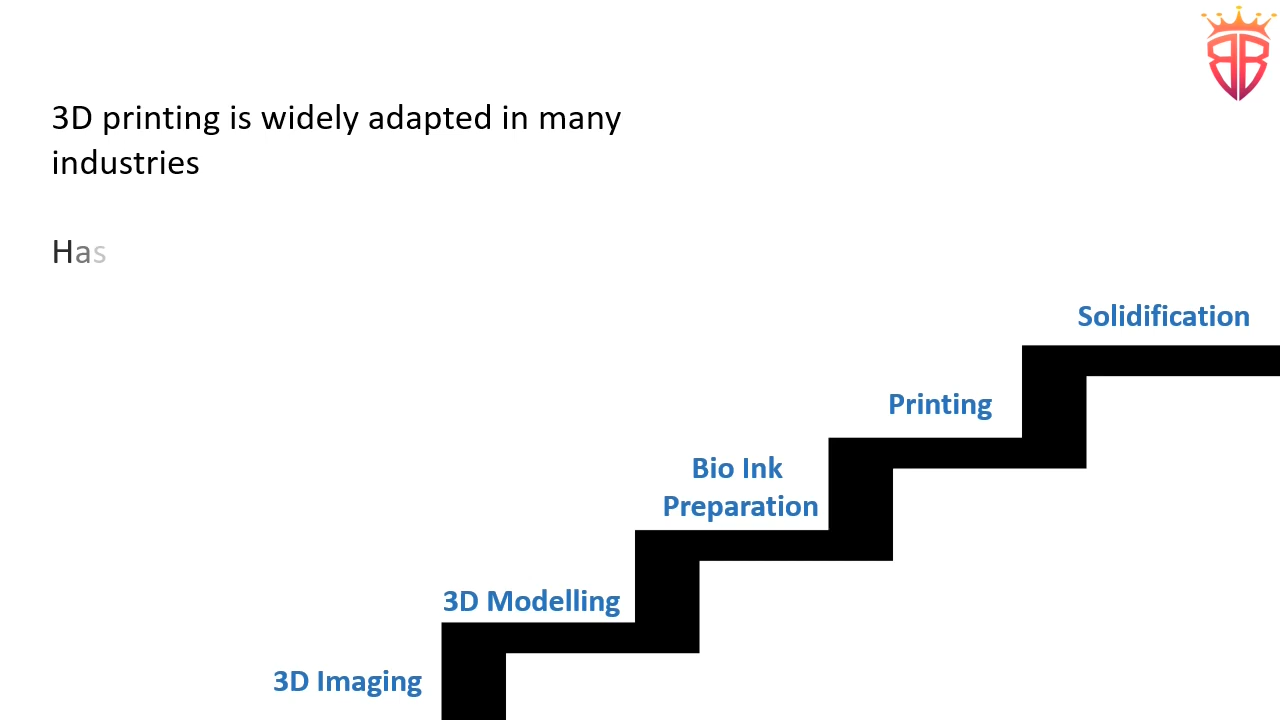 3D printing is widely adapted in many
industries
Has
Solidification
Printing
Bio Ink
Preparation
3D Modelling
3D Imaging